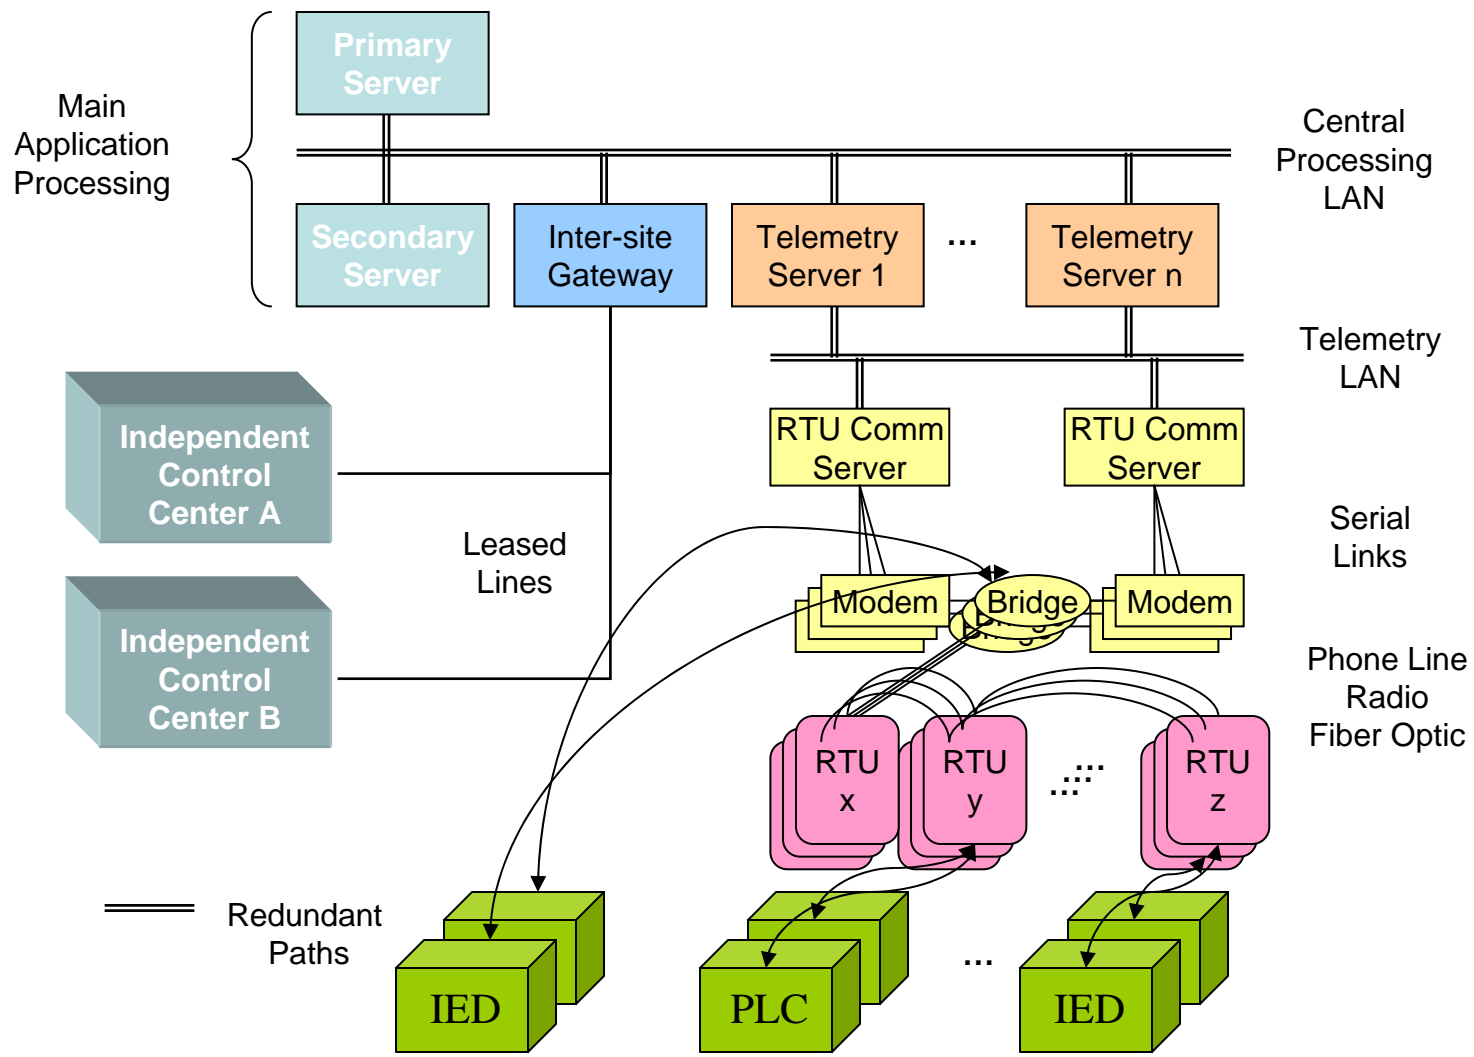 Primary
Server
Main
Application
Processing
Central
Processing
LAN
Secondary
Server
Inter-site
Gateway
Telemetry
Server 1
...
Telemetry
Server n
Telemetry
LAN
Independent
Control
Center A
RTU Comm
Server
RTU Comm
Server
Leased
Lines
Serial
Links
Modem
Bridge
Modem
Independent
Control
Center B
Phone Line
Radio
Fiber Optic
RTU
x
RTU
y
...
...
...
RTU
z
Redundant
Paths
IED
PLC
...
IED